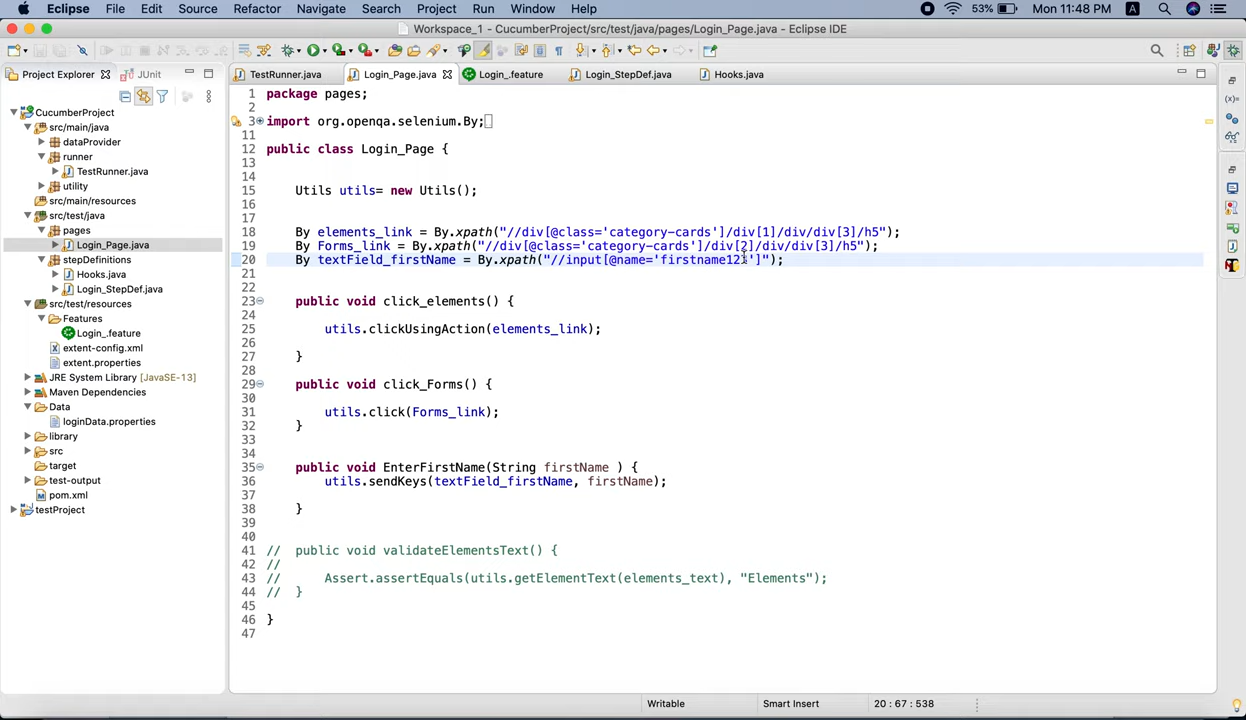 Eclipse File Edit Source Refactor Navigate Search Project Run Window Help 53% Mon 11:48 PM A
Workspace_1 - CucumberProject/src/test/java/pages/Login_Page.java - Eclipse IDE
Project Explorer JUnit
TestRunner.java Login_Page.java Login_.feature Login_StepDef.java Hooks.java
CucumberProject
src/main/java
dataProvider
runner
TestRunner.java
utility
src/main/resources
src/test/java
pages
Login_Page.java
stepDefinitions
Hooks.java
Login_StepDef.java
src/test/resources
Features
Login_.feature
extent-config.xml
extent.properties
JRE System Library [JavaSE-13]
Maven Dependencies
Data
loginData.properties
library
src
target
test-output
pom.xml
testProject
1 package pages;
2
3 import org.openqa.selenium.By;
11
12 public class Login_Page {
13
14
15 Utils utils= new Utils();
16
17
18 By elements_link = By.xpath("//div[@class='category-cards']/div[1]/div/div[3]/h5");
19 By Forms_link = By.xpath("//div[@class='category-cards']/div[2]/div/div[3]/h5");
20 By textField_firstName = By.xpath("//input[@name='firstname123']");
21
22
23 public void click_elements() {
24
25 utils.clickUsingAction(elements_link);
26
27 }
28
29 public void click_Forms() {
30
31 utils.click(Forms_link);
32 }
33
34
35 public void EnterFirstName(String firstName ) {
36 utils.sendKeys(textField_firstName, firstName);
37
38 }
39
40
41 // public void validateElementsText() {
42 //
43 // Assert.assertEquals(utils.getElementText(elements_text), "Elements");
44 // }
45
46 }
47
Writable Smart Insert 20 : 67 : 538